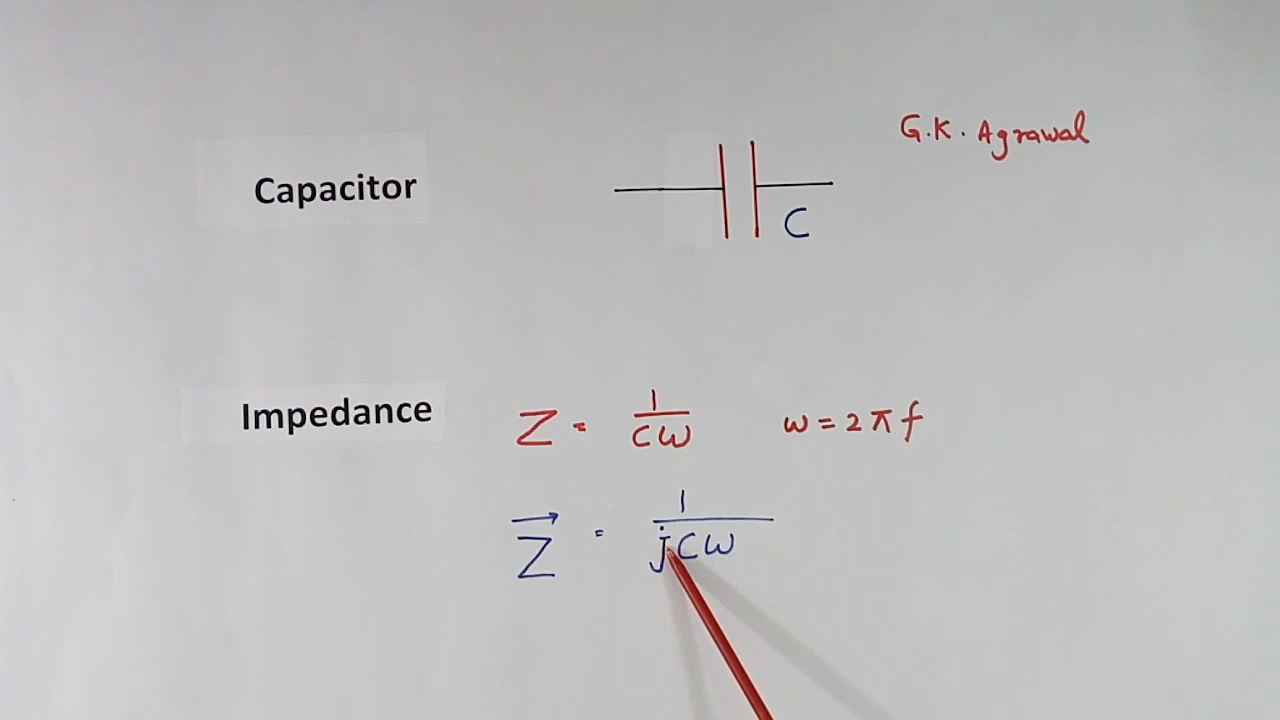 G.K. Agrawal
Capacitor
C
Impedance Z = 1/Cω ω = 2πf
Z⃗ = 1/jCω